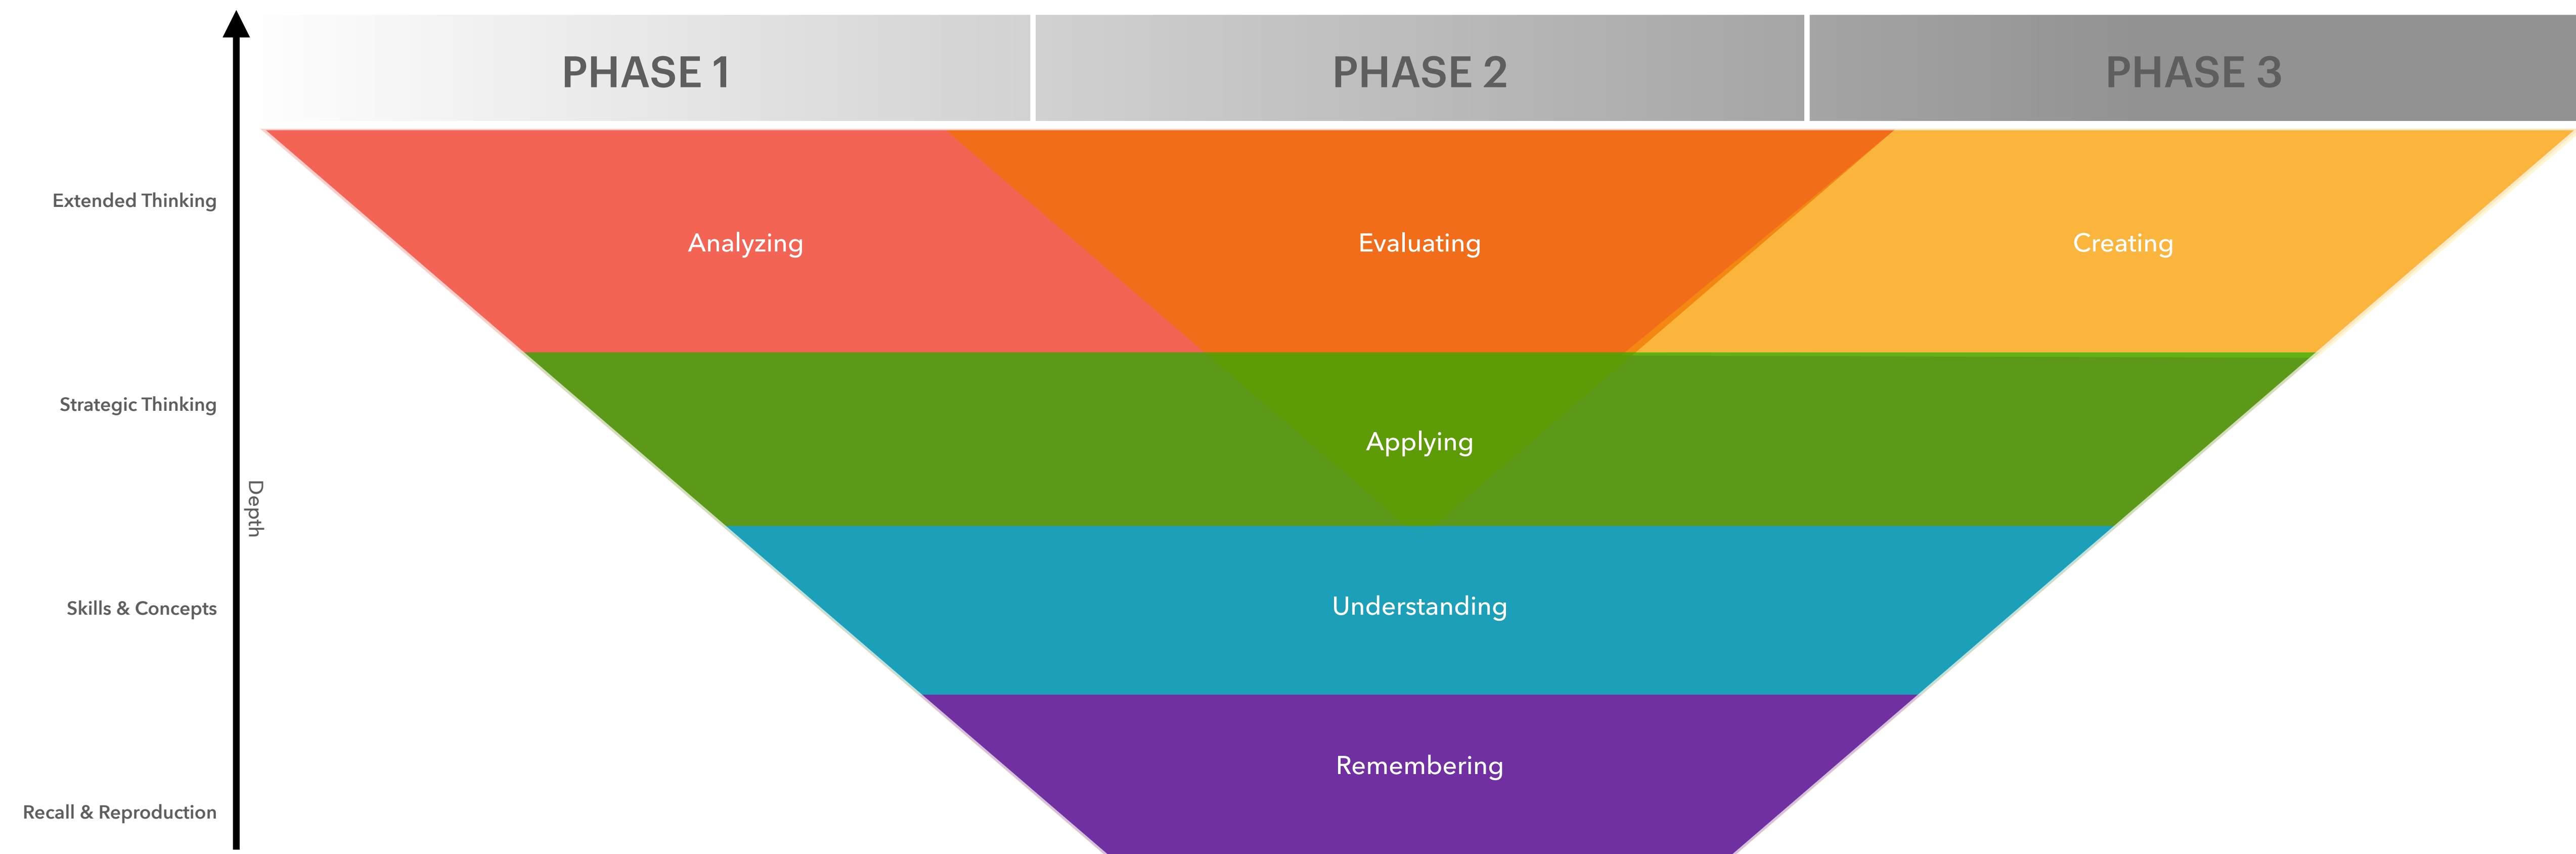 PHASE 1
PHASE 2
PHASE 3
Extended Thinking
Analyzing
Evaluating
Creating
Strategic Thinking
Applying
Depth
Skills & Concepts
Understanding
Remembering
Recall & Reproduction